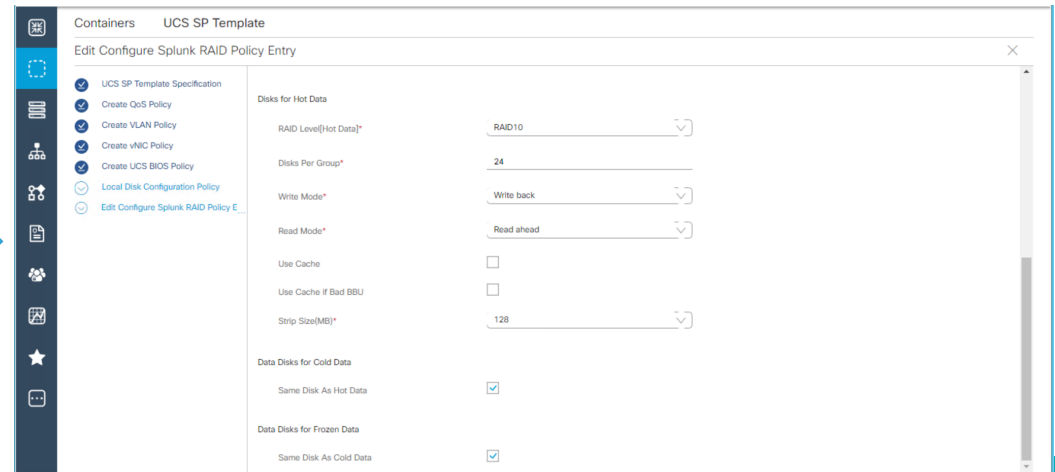 Containers UCS SP Template
Edit Configure Splunk RAID Policy Entry
UCS SP Template Specification
Create QoS Policy
Create VLAN Policy
Create vNIC Policy
Create UCS BIOS Policy
Local Disk Configuration Policy
Edit Configure Splunk RAID Policy E...
Disks for Hot Data
RAID Level[Hot Data]* RAID10
Disks Per Group* 24
Write Mode* Write back
Read Mode* Read ahead
Use Cache
Use Cache if Bad BBU
Strip Size(MB)* 128
Data Disks for Cold Data
Same Disk As Hot Data
Data Disks for Frozen Data
Same Disk As Cold Data